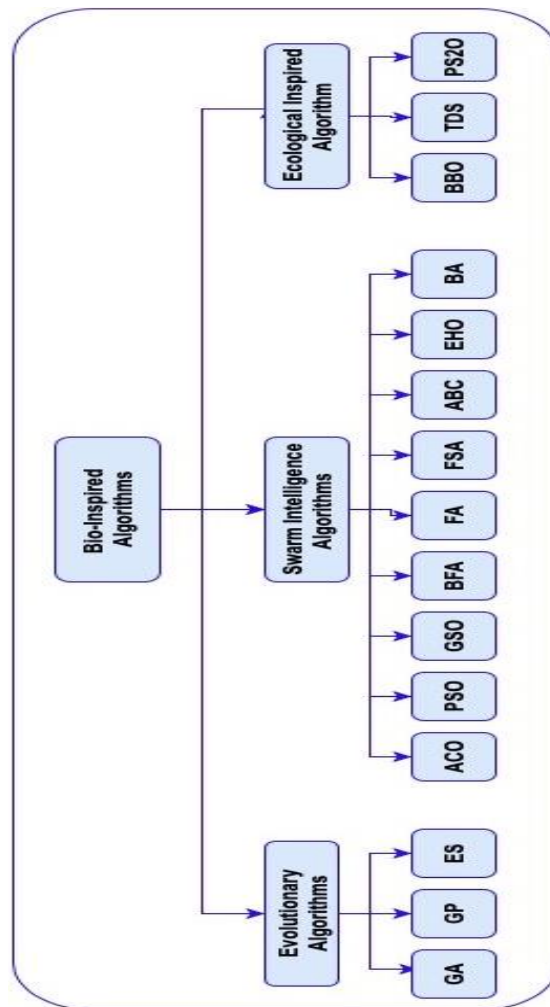 Bio-Inspired
Algorithms
Evolutionary
Algorithms
Swarm Intelligence
Algorithms
Ecological Inspired
Algorithm
GA
GP
ES
ACO
PSO
GSO
BFA
FA
FSA
ABC
EHO
BA
BBO
TDS
PS2O